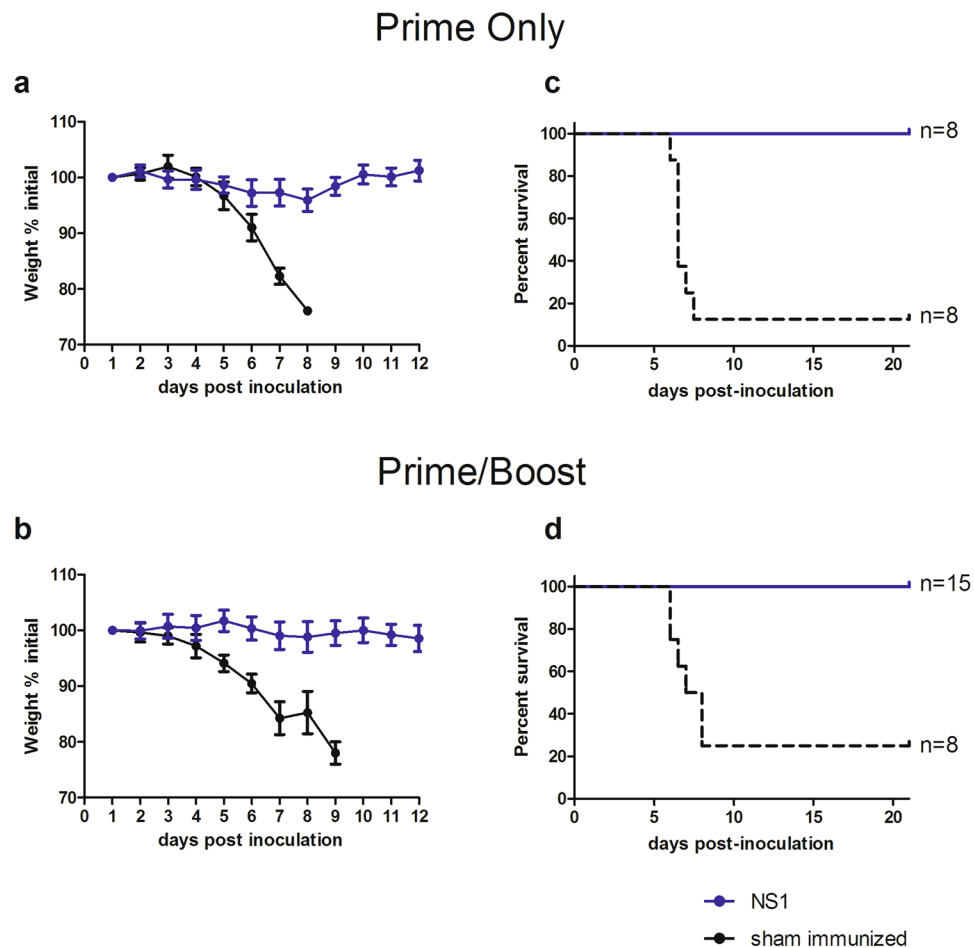 Prime Only
a
110
100
90
80
70
Weight % initial
0 1 2 3 4 5 6 7 8 9 10 11 12
days post inoculation
c
100
80
60
40
20
0
Percent survival
0 5 10 15 20
days post-inoculation
n=8
n=8
Prime/Boost
b
110
100
90
80
70
Weight % initial
0 1 2 3 4 5 6 7 8 9 10 11 12
days post inoculation
d
100
80
60
40
20
0
Percent survival
0 5 10 15 20
days post-inoculation
n=15
n=8
NS1
sham immunized